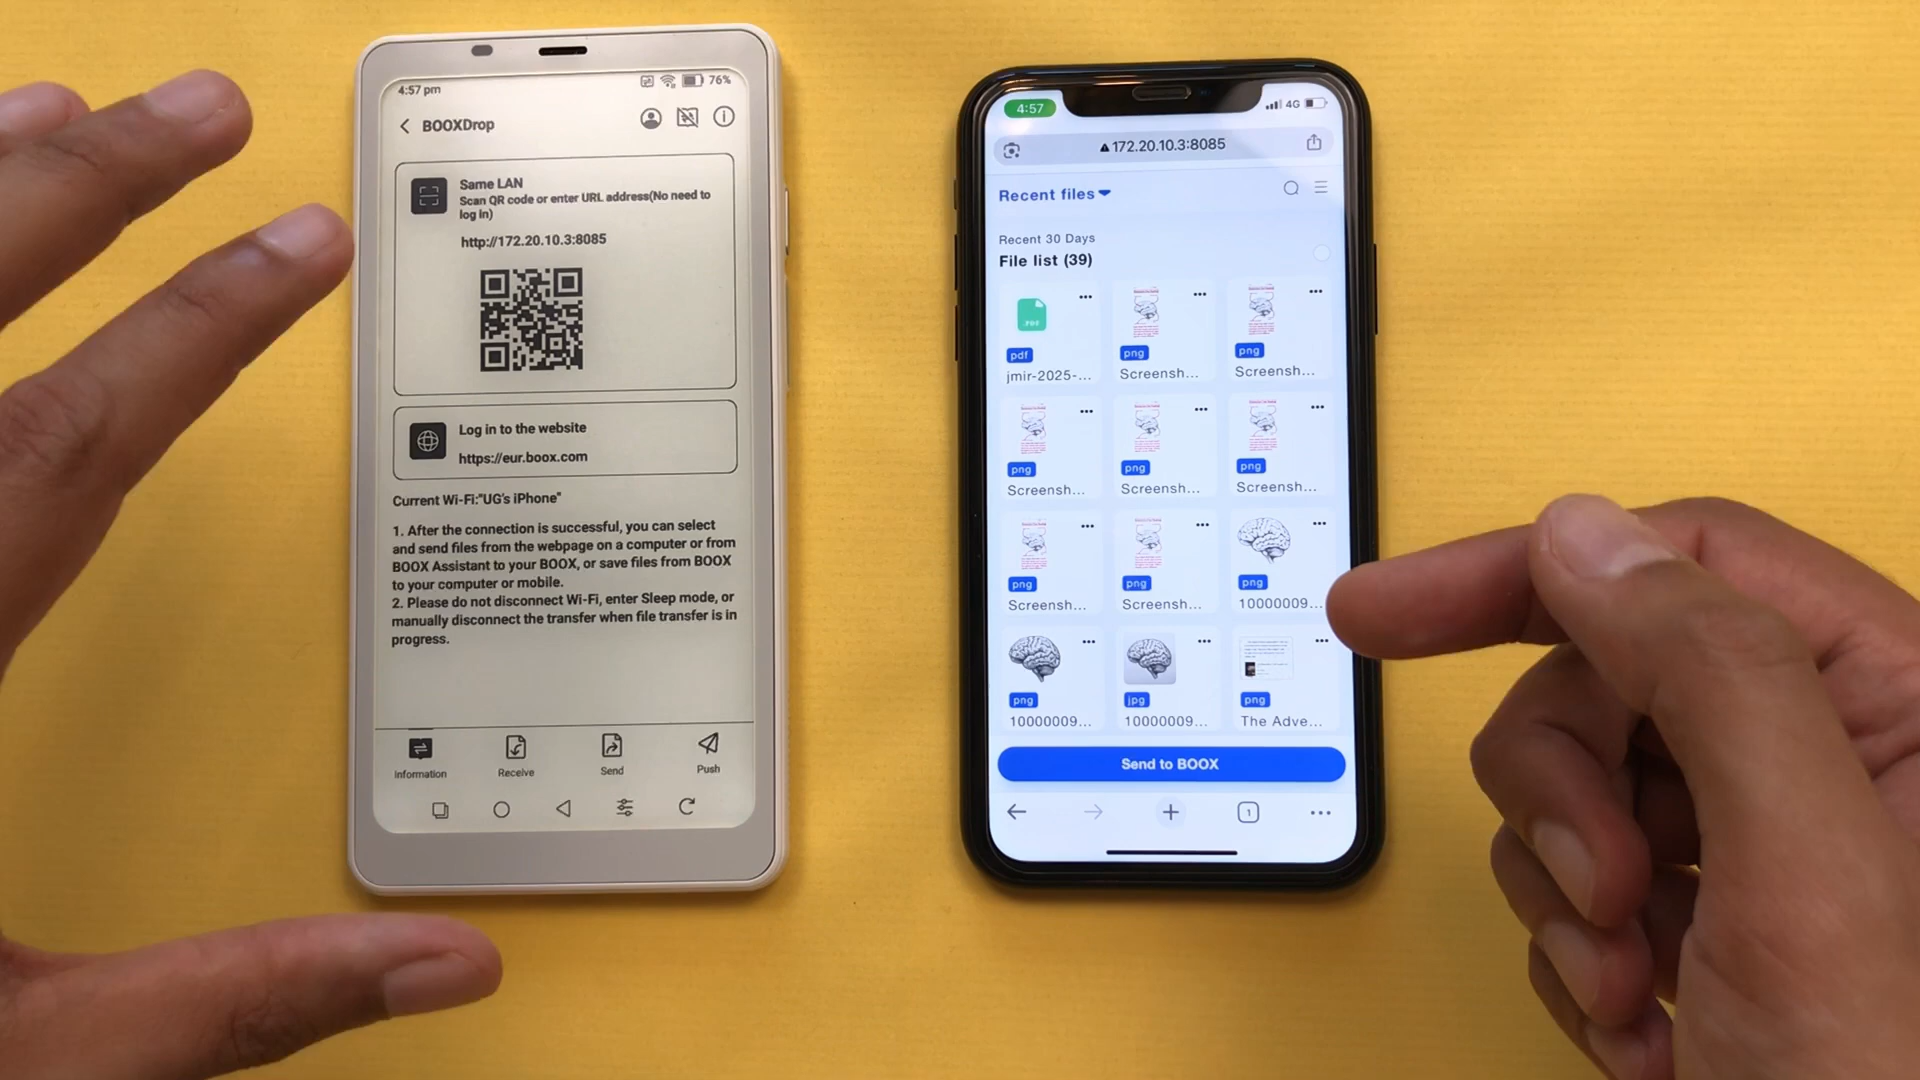 4:57 pm
76%
BOOXDrop
Same LAN
Scan QR code or enter URL address(No need to
log in)
http://172.20.10.3:8085
Log in to the website
https://eur.boox.com
Current Wi-Fi:"UG's iPhone"
1. After the connection is successful, you can select
and send files from the webpage on a computer or from
BOOX Assistant to your BOOX, or save files from BOOX
to your computer or mobile.
2. Please do not disconnect Wi-Fi, enter Sleep mode, or
manually disconnect the transfer when file transfer is in
progress.
Information
Receive
Send
Push
4:57
4G
172.20.10.3:8085
Recent files
Recent 30 Days
File list (39)
pdf
png
png
jmir-2025-...
Screensh...
Screensh...
png
png
png
Screensh...
Screensh...
Screensh...
png
png
png
Screensh...
Screensh...
10000009...
png
jpg
png
10000009...
10000009...
The Adve...
Send to BOOX
1